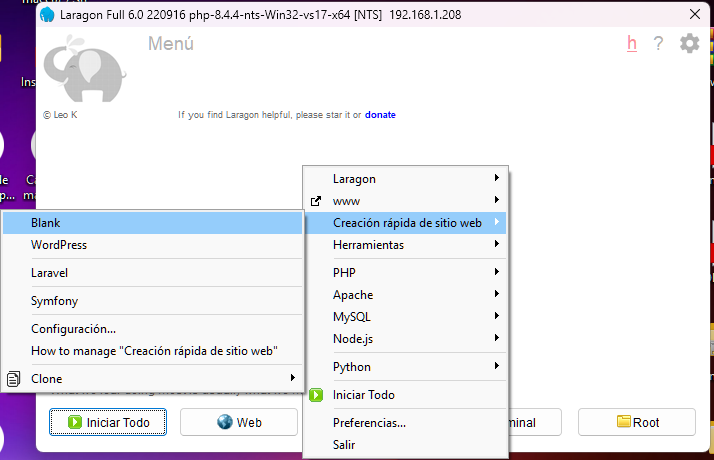 Laragon Full 6.0 220916 php-8.4.4-nts-Win32-vs17-x64 [NTS] 192.168.1.208
Menú
h
?
Ins
© Leo K
If you find Laragon helpful, please star it or donate
Laragon
www
Creación rápida de sitio web
Herramientas
PHP
Apache
MySQL
Node.js
Python
Iniciar Todo
Preferencias...
Salir
Blank
WordPress
Laravel
Symfony
Configuración...
How to manage "Creación rápida de sitio web"
Clone
Iniciar Todo
Web
minal
Root